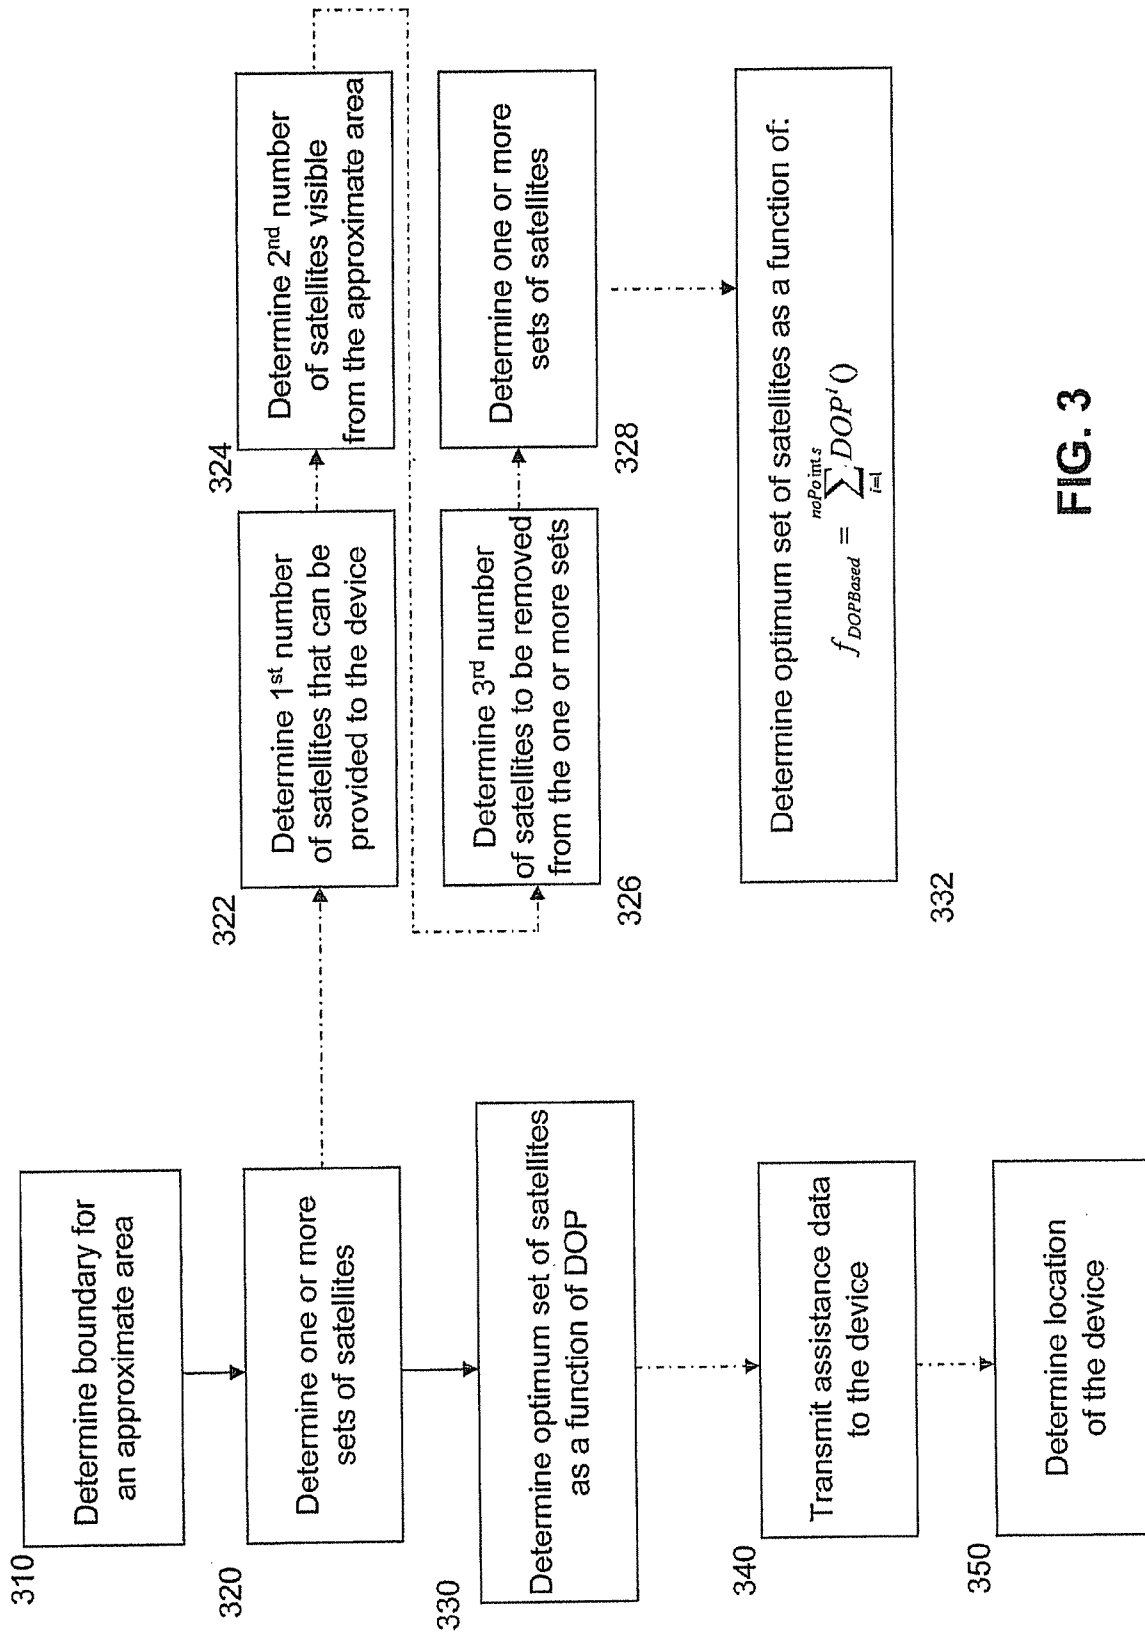 310
Determine boundary for
an approximate area
320
Determine one or more
sets of satellites
330
Determine optimum set of satellites
as a function of DOP
340
Transmit assistance data
to the device
350
Determine location
of the device
322
Determine 1st number
of satellites that can be
provided to the device
324
Determine 2nd number
of satellites visible
from the approximate area
326
Determine 3rd number
of satellites to be removed
from the one or more sets
328
Determine one or more
sets of satellites
332
Determine optimum set of satellites as a function of:
f_DOPBased = noPoints ∑ i=1 DOP^i ()
FIG. 3